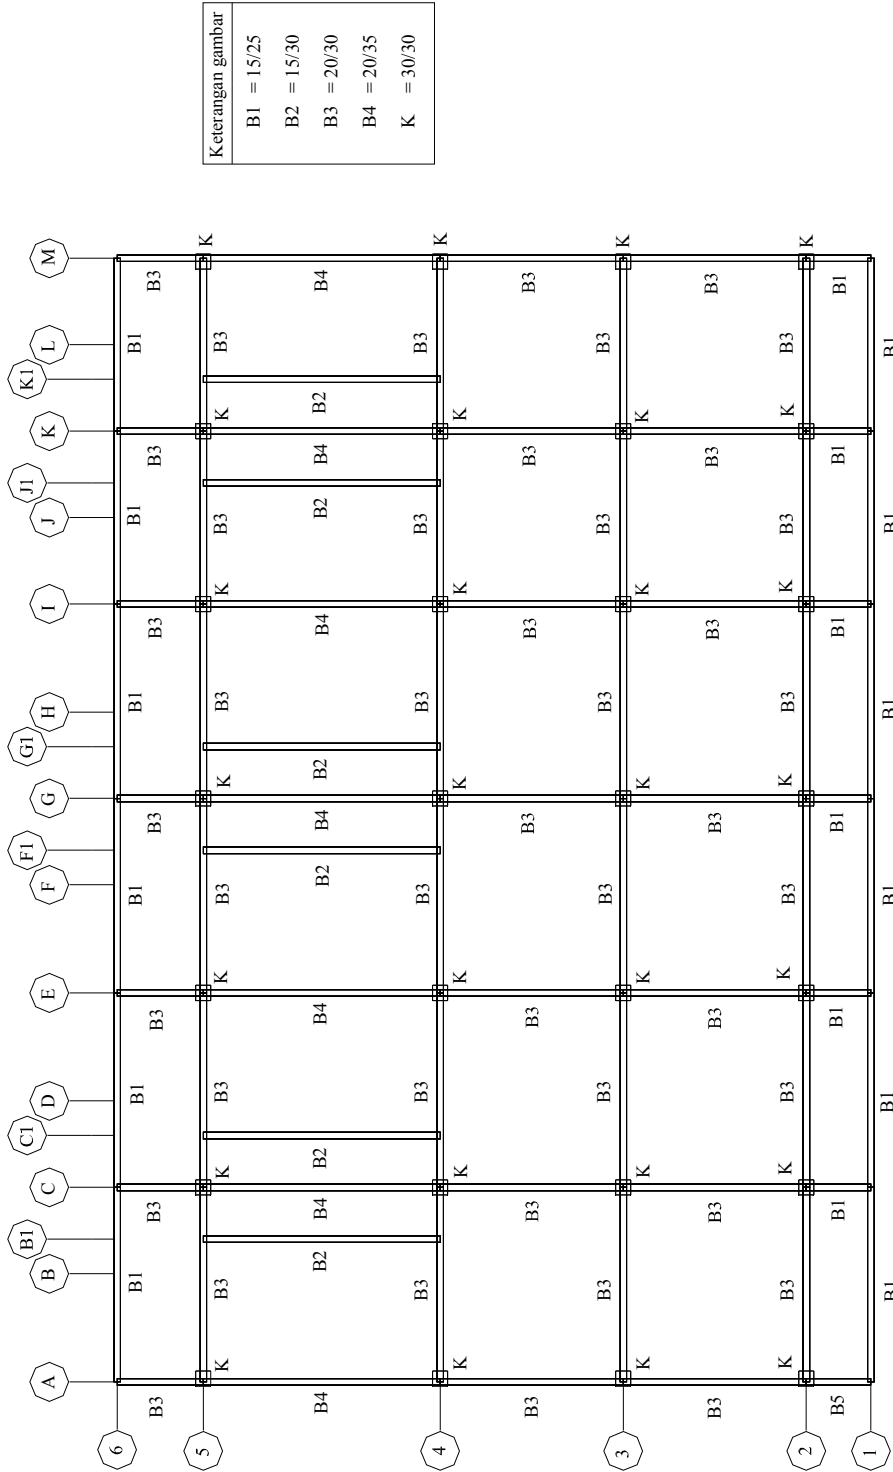 B1 C1 F1 G1 J1 K1
A B C D E F G H I J K L M
6
B1 B1 B1 B1 B1 B1
B3 B3 B3 B3 B3 B3 B3
5
K B3 K B3 K B3 K B3 K B3 K B3 K
B4 B2 B4 B2 B4 B4 B2 B4 B2 B4 B2 B4 B2 B4
B3 B3 B3 B3 B3 B3
4
K K K K K K K
B3 B3 B3 B3 B3 B3 B3
B3 B3 B3 B3 B3 B3
3
K K K K K K K
B3 B3 B3 B3 B3 B3 B3
K B3 K B3 K B3 K B3 K B3 K B3 K
2
B5 B1 B1 B1 B1 B1 B1
1
B1 B1 B1 B1 B1 B1
Keterangan gambar
B1 = 15/25
B2 = 15/30
B3 = 20/30
B4 = 20/35
K = 30/30